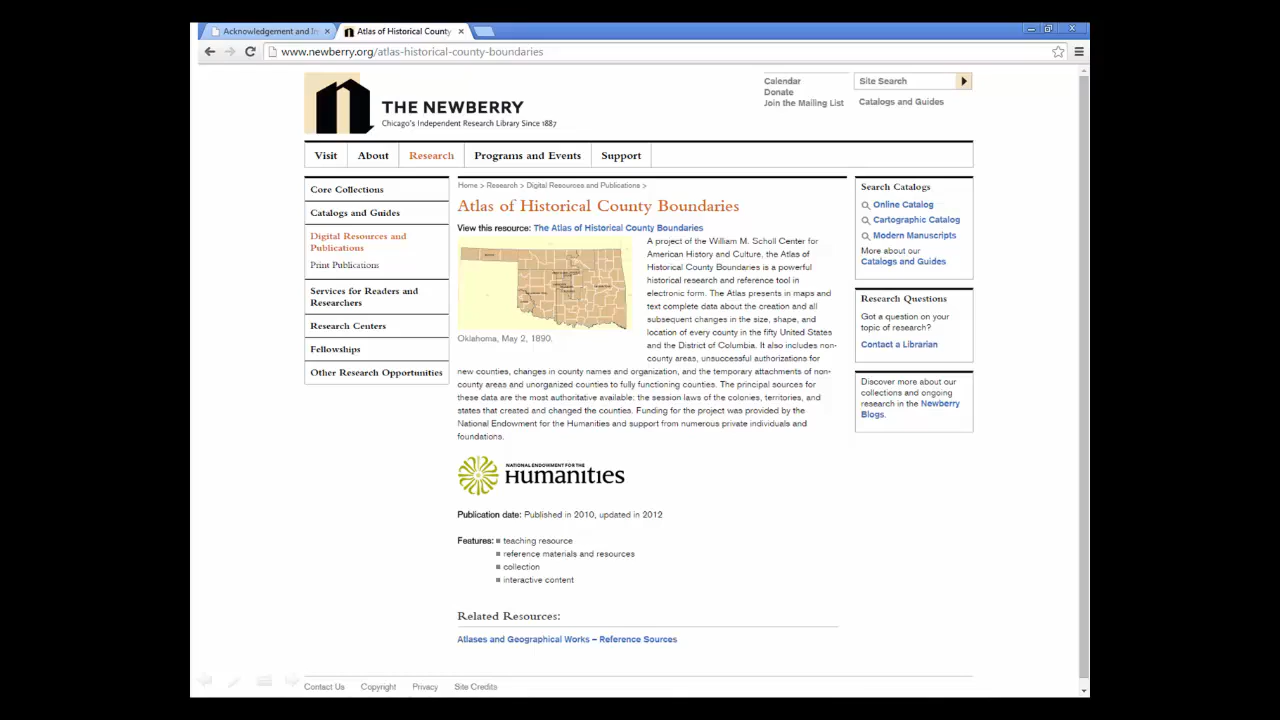 Acknowledgement and In
Atlas of Historical County
www.newberry.org/atlas-historical-county-boundaries
THE NEWBERRY
Chicago's Independent Research Library Since 1887
Calendar
Donate
Join the Mailing List
Site Search
Catalogs and Guides
Visit
About
Research
Programs and Events
Support
Core Collections
Catalogs and Guides
Digital Resources and
Publications
Print Publications
Services for Readers and
Researchers
Research Centers
Fellowships
Other Research Opportunities
Home > Research > Digital Resources and Publications >
Atlas of Historical County Boundaries
View this resource: The Atlas of Historical County Boundaries
A project of the William M. Scholl Center for
American History and Culture, the Atlas of
Historical County Boundaries is a powerful
historical research and reference tool in
electronic form. The Atlas presents in maps and
text complete data about the creation and all
subsequent changes in the size, shape, and
location of every county in the fifty United States
and the District of Columbia. It also includes non-
county areas, unsuccessful authorizations for
new counties, changes in county names and organization, and the temporary attachments of non-
county areas and unorganized counties to fully functioning counties. The principal sources for
these data are the most authoritative available: the session laws of the colonies, territories, and
states that created and changed the counties. Funding for the project was provided by the
National Endowment for the Humanities and support from numerous private individuals and
foundations.
Oklahoma, May 2, 1890.
NATIONAL ENDOWMENT FOR THE
Humanities
Publication date: Published in 2010, updated in 2012
Features:
teaching resource
reference materials and resources
collection
interactive content
Related Resources:
Atlases and Geographical Works – Reference Sources
Search Catalogs
Online Catalog
Cartographic Catalog
Modern Manuscripts
More about our
Catalogs and Guides
Research Questions
Got a question on your
topic of research?
Contact a Librarian
Discover more about our
collections and ongoing
research in the Newberry
Blogs.
Contact Us
Copyright
Privacy
Site Credits